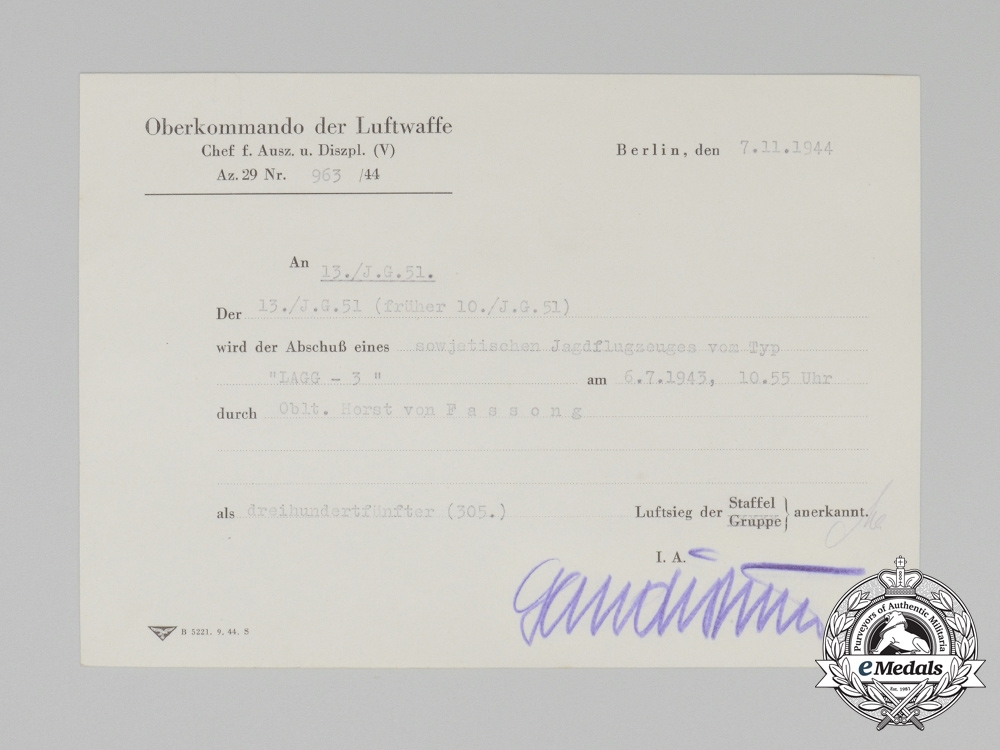 Oberkommando der Luftwaffe
Chef f. Ausz. u. Diszpl. (V)
Az. 29 Nr. 963 /44
Berlin, den 7.11.1944
An 13./J.G.51.
Der 13./J.G.51 (früher 10./J.G.51)
wird der Abschuß eines sowjetischen Jagdflugzeuges vom Typ
"LAGG - 3 " am 6.7.1943, 10.55 Uhr
durch Oblt. Horst von Fassong
als dreihundertfünfter (305.) Luftsieg der Staffel Gruppe anerkannt.
I. A.
B 5221. 9. 44. S
Purveyors of Authentic Militaria
eMedals
Est. 1967